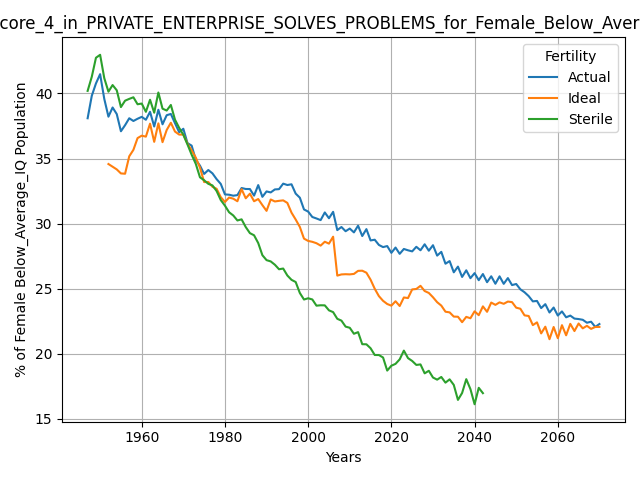 core_4_in_PRIVATE_ENTERPRISE_SOLVES_PROBLEMS_for_Female_Below_Aver
Fertility
Actual
Ideal
Sterile
% of Female Below_Average_IQ Population
40
35
30
25
20
15
1960 1980 2000 2020 2040 2060
Years